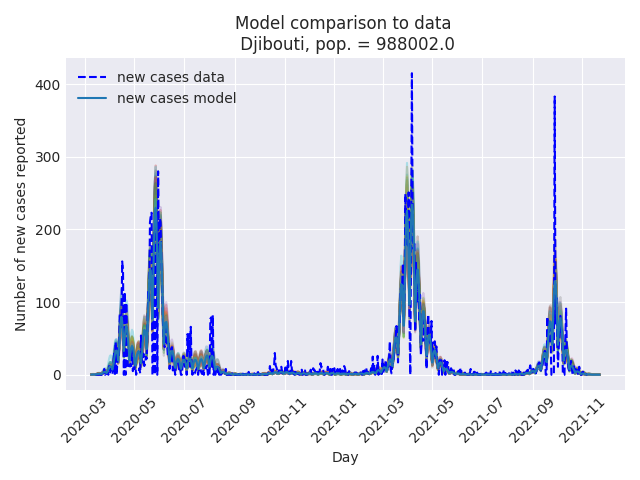 Model comparison to data
Djibouti, pop. = 988002.0
new cases data
new cases model
Number of new cases reported
400
300
200
100
0
2020-03
2020-05
2020-07
2020-09
2020-11
2021-01
2021-03
2021-05
2021-07
2021-09
2021-11
Day